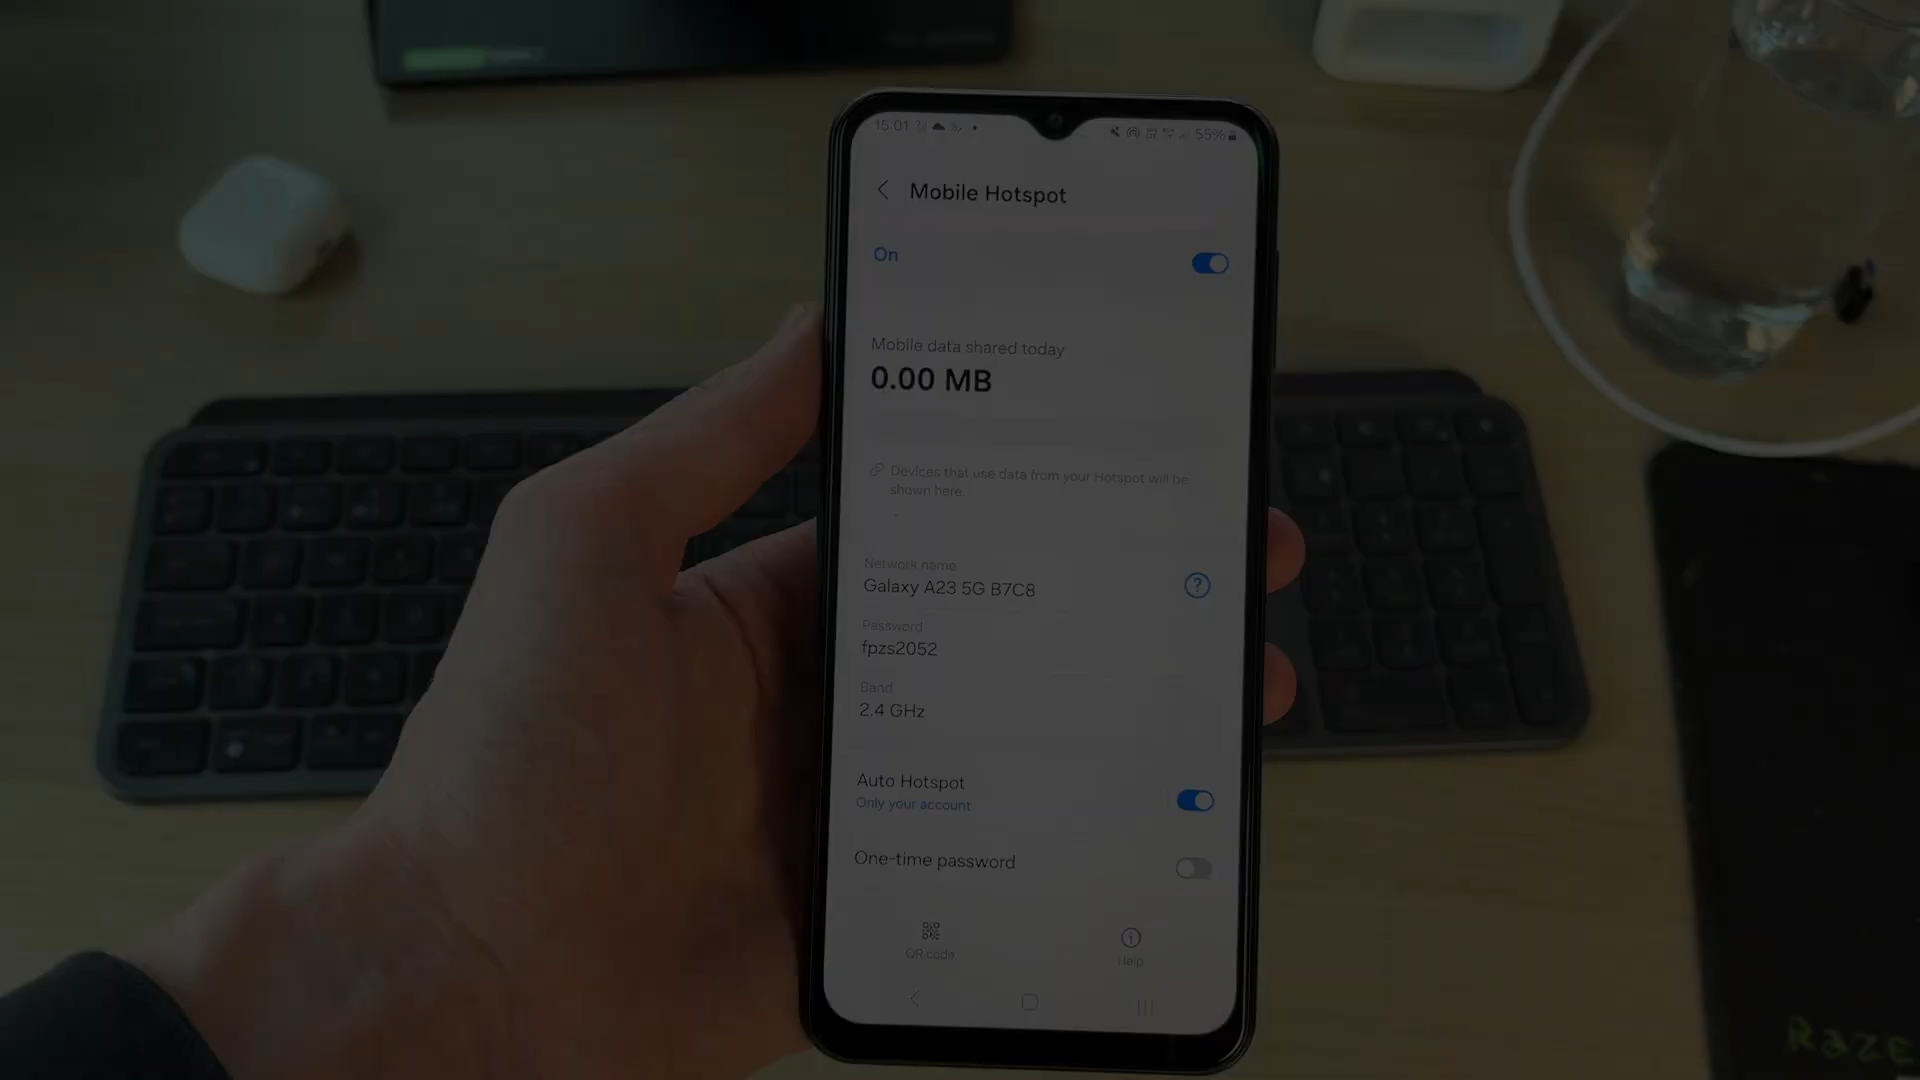 15:01
55%
Mobile Hotspot
On
Mobile data shared today
0.00 MB
Devices that use data from your Hotspot will be
shown here.
Network name
Galaxy A23 5G B7C8
Password
fpzs2052
Band
2.4 GHz
Auto Hotspot
Only your account
One-time password
QR code
Help
RAZE